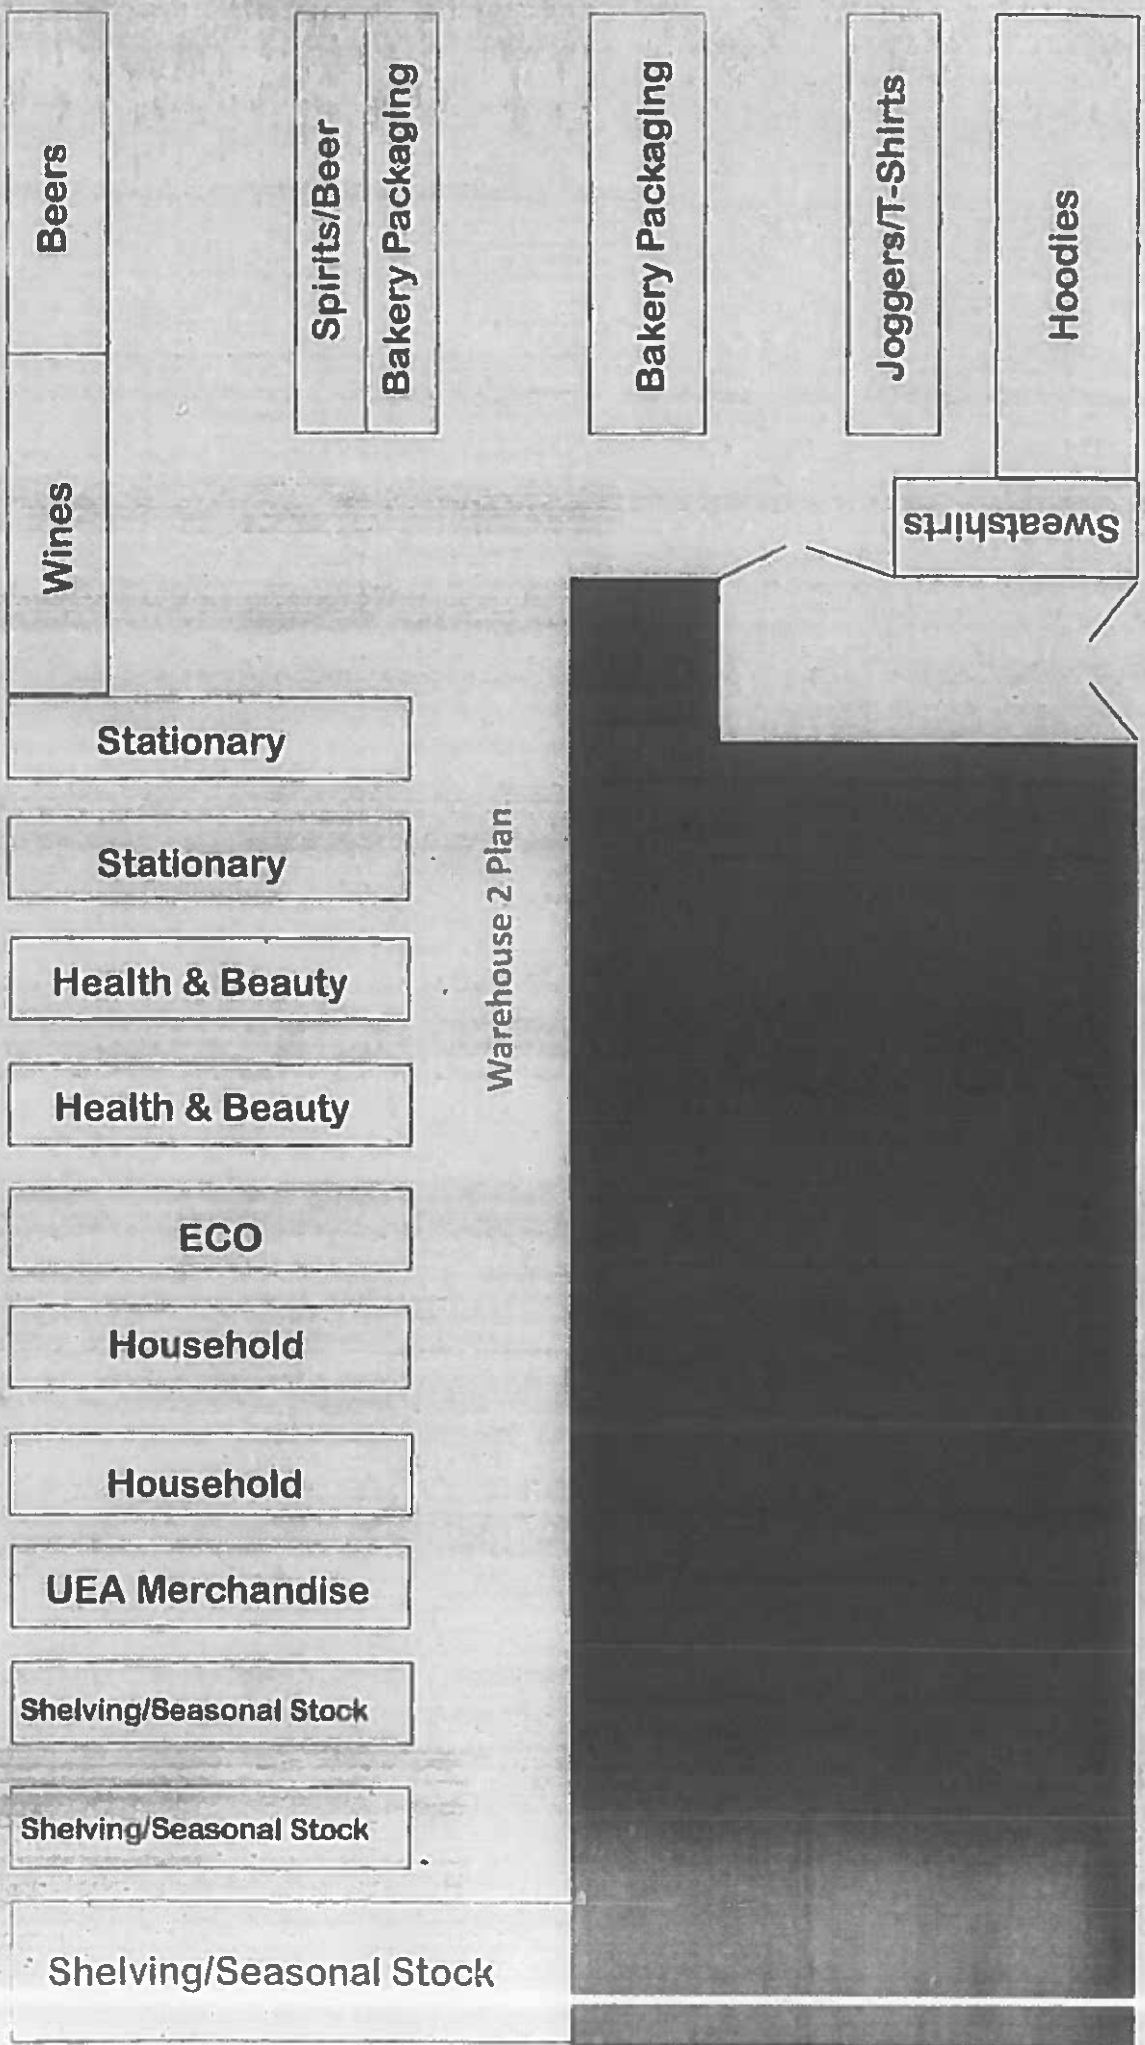 Beers
Spirits/Beer
Bakery Packaging
Bakery Packaging
Joggers/T-Shirts
Hoodies
Wines
Sweatshirts
Stationary
Stationary
Health & Beauty
Health & Beauty
Warehouse 2 Plan
ECO
Household
Household
UEA Merchandise
Shelving/Seasonal Stock
Shelving/Seasonal Stock
Shelving/Seasonal Stock